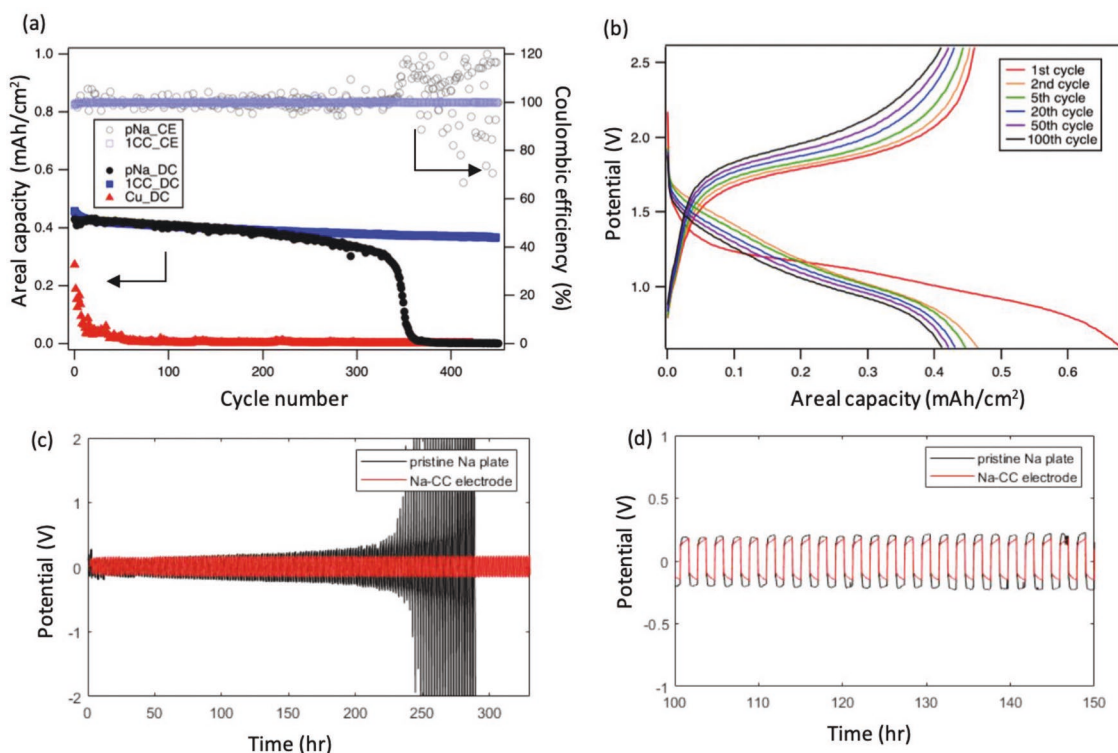 (a)
1.0
0.8
0.6
0.4
0.2
0.0
Areal capacity (mAh/cm²)
pNa_CE
1CC_CE
pNa_DC
1CC_DC
Cu_DC
120
100
80
60
40
20
0
Coulombic efficiency
(%)
0 100 200 300 400
Cycle number
(b)
2.5
2.0
1.5
1.0
Potential (V)
1st cycle
2nd cycle
5th cycle
20th cycle
50th cycle
100th cycle
0.0 0.1 0.2 0.3 0.4 0.5 0.6
Areal capacity (mAh/cm²)
(c)
2
1
0
-1
-2
Potential (V)
pristine Na plate
Na-CC electrode
0 50 100 150 200 250 300
Time (hr)
(d)
1
0.5
0
-0.5
-1
Potential (V)
pristine Na plate
Na-CC electrode
100 110 120 130 140 150
Time (hr)